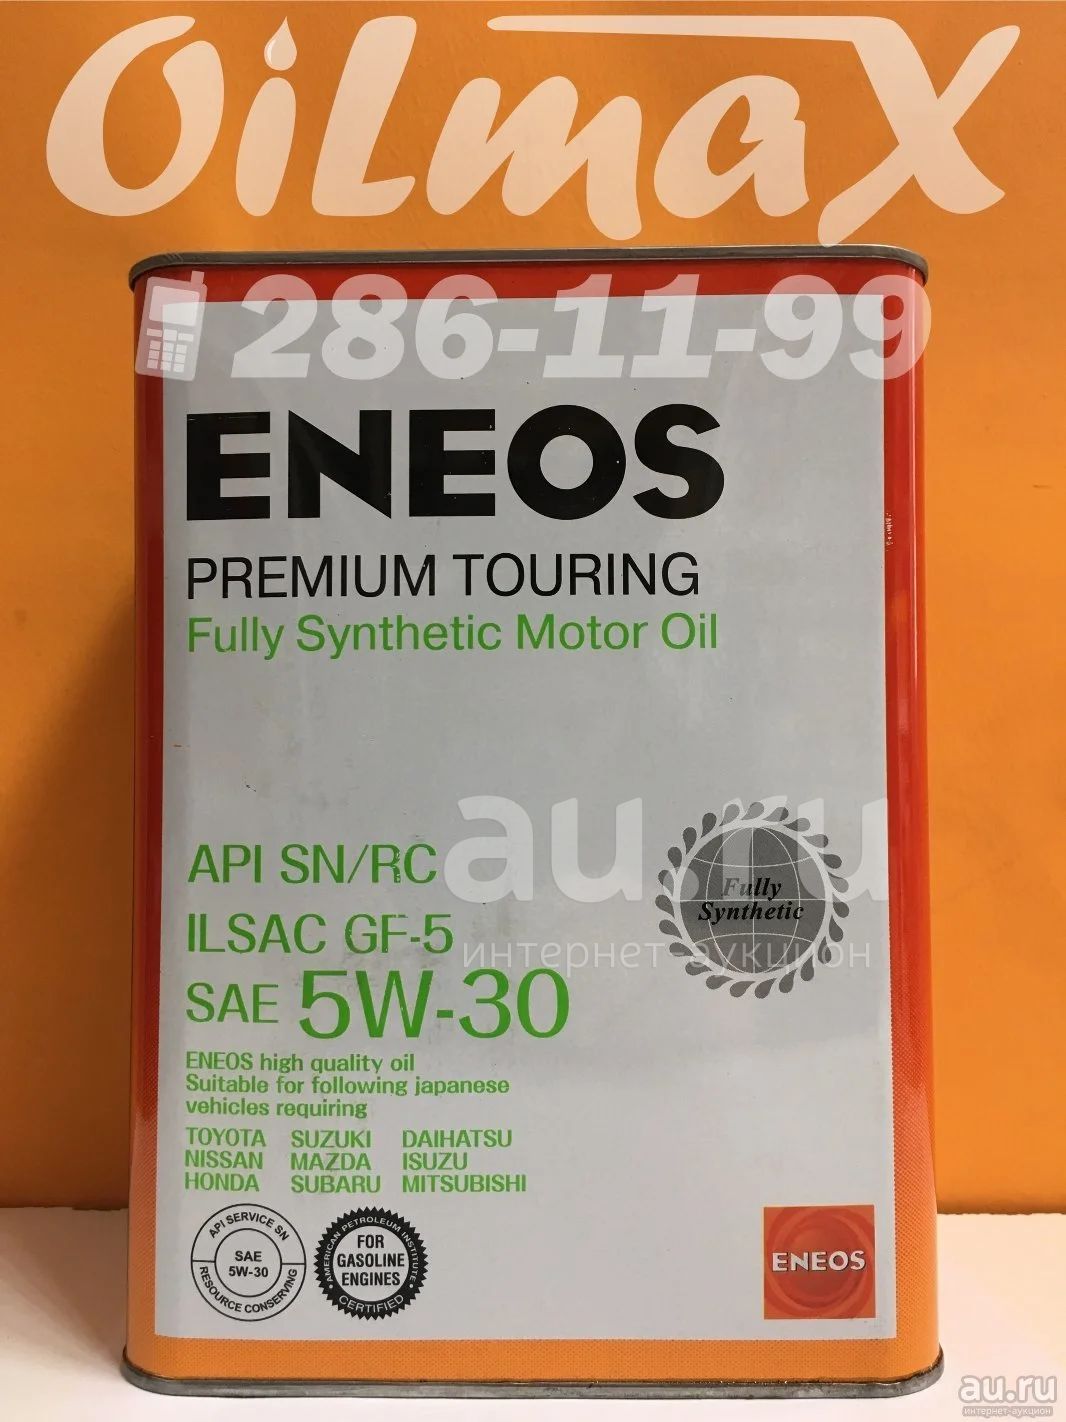 OilmaX
286-11-99
ENEOS
PREMIUM TOURING
Fully Synthetic Motor Oil
au.ru
интернет-аукцион
API SN/RC
ILSAC GF-5
SAE 5W-30
Fully
Synthetic
ENEOS high quality oil
Suitable for following japanese
vehicles requiring
TOYOTA SUZUKI DAIHATSU
NISSAN MAZDA ISUZU
HONDA SUBARU MITSUBISHI
API SERVICE SN
SAE
5W-30
RESOURCE CONSERVING
AMERICAN PETROLEUM INSTITUTE
FOR
GASOLINE
ENGINES
CERTIFIED
ENEOS
au.ru
интернет-аукцион